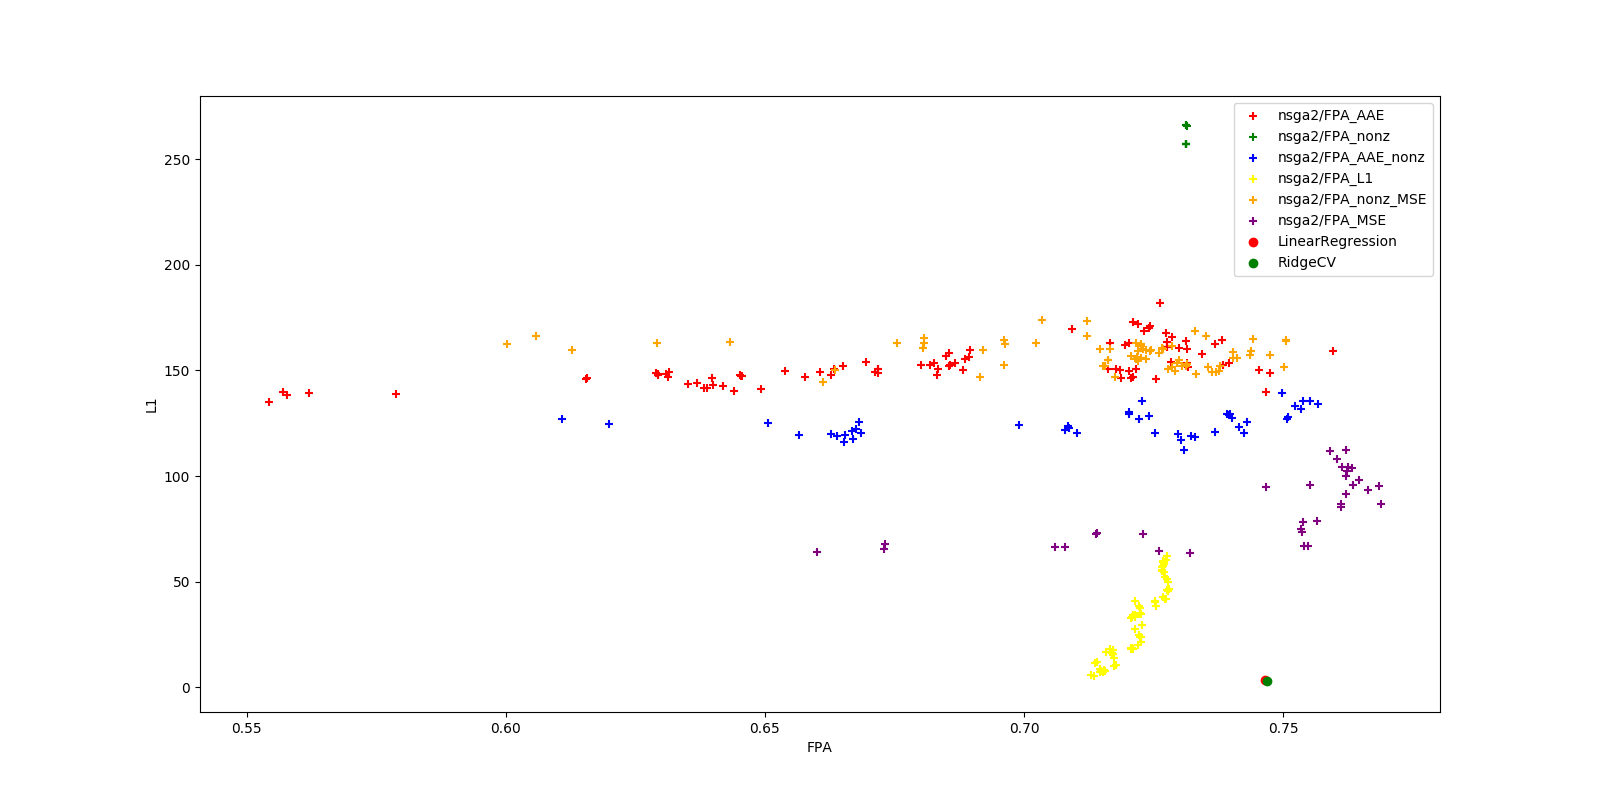 nsga2/FPA_AAE
nsga2/FPA_nonz
nsga2/FPA_AAE_nonz
nsga2/FPA_L1
nsga2/FPA_nonz_MSE
nsga2/FPA_MSE
LinearRegression
RidgeCV
250
200
150
100
50
0
L1
0.55 0.60 0.65 0.70 0.75
FPA